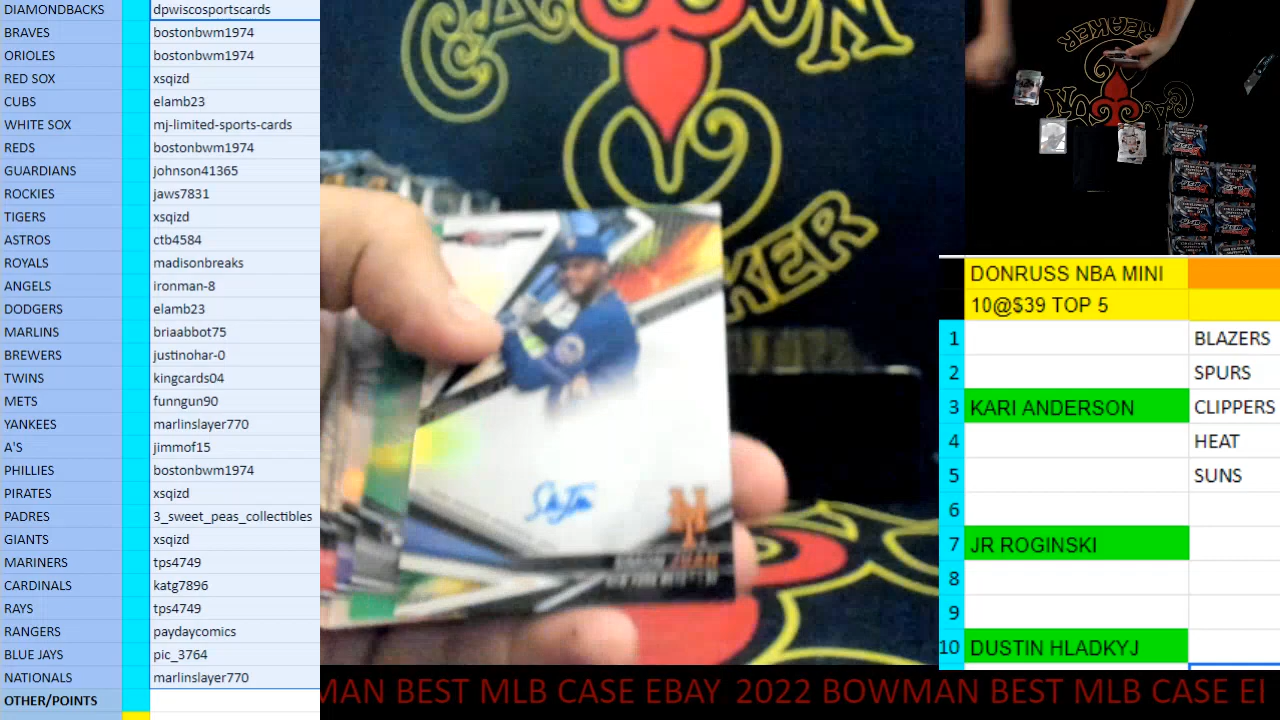 DIAMONDBACKS dpwiscosportscards
BRAVES bostonbwm1974
ORIOLES bostonbwm1974
RED SOX xsqizd
CUBS elamb23
WHITE SOX mj-limited-sports-cards
REDS bostonbwm1974
GUARDIANS johnson41365
ROCKIES jaws7831
TIGERS xsqizd
ASTROS ctb4584
ROYALS madisonbreaks
ANGELS ironman-8
DODGERS elamb23
MARLINS briaabbot75
BREWERS justinohar-0
TWINS kingcards04
METS funngun90
YANKEES marlinslayer770
A'S jimmof15
PHILLIES bostonbwm1974
PIRATES xsqizd
PADRES 3_sweet_peas_collectibles
GIANTS xsqizd
MARINERS tps4749
CARDINALS katg7896
RAYS tps4749
RANGERS paydaycomics
BLUE JAYS pic_3764
NATIONALS marlinslayer770
OTHER/POINTS
KER
REAKER
DONRUSS NBA MINI
10@$39 TOP 5
1 BLAZERS
2 SPURS
3 KARI ANDERSON CLIPPERS
4 HEAT
5 SUNS
6
7 JR ROGINSKI
8
9
10 DUSTIN HLADKYJ
MAN BEST MLB CASE EBAY 2022 BOWMAN BEST MLB CASE EI